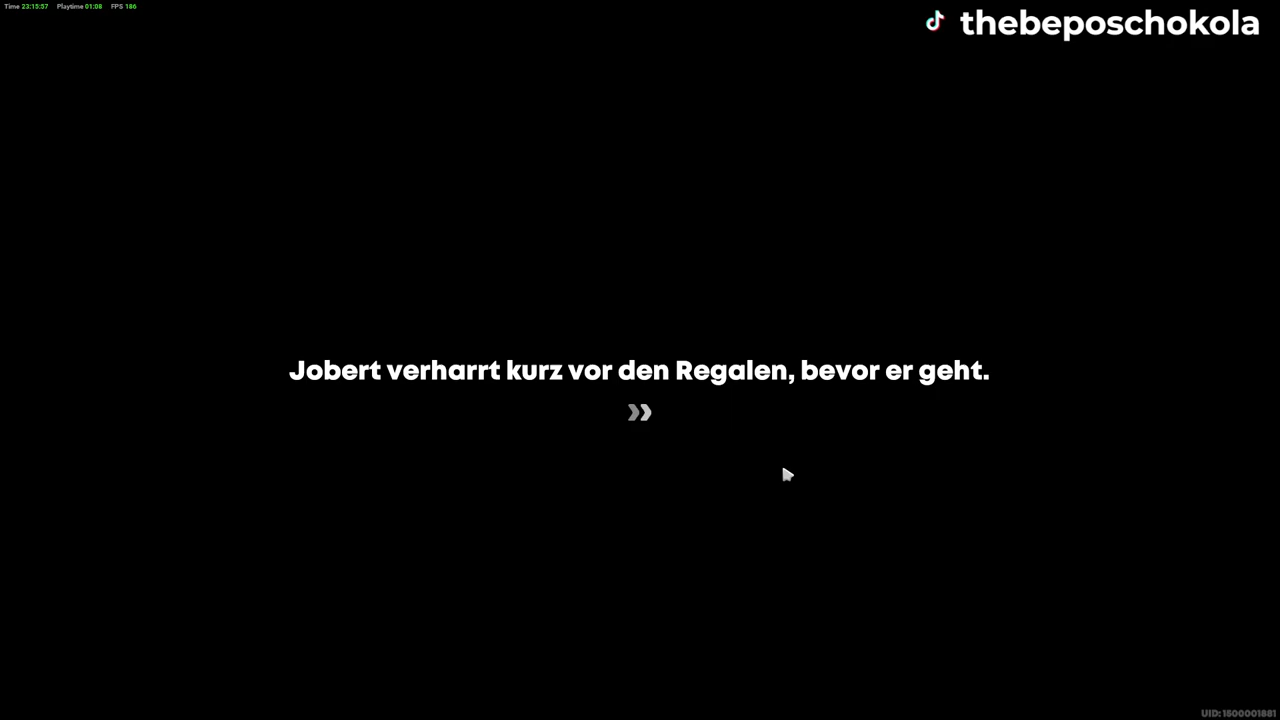 Time 23:15:57 Playtime 01:08 FPS 186
thebeposchokola
Jobert verharrt kurz vor den Regalen, bevor er geht.
UID: 1500001881